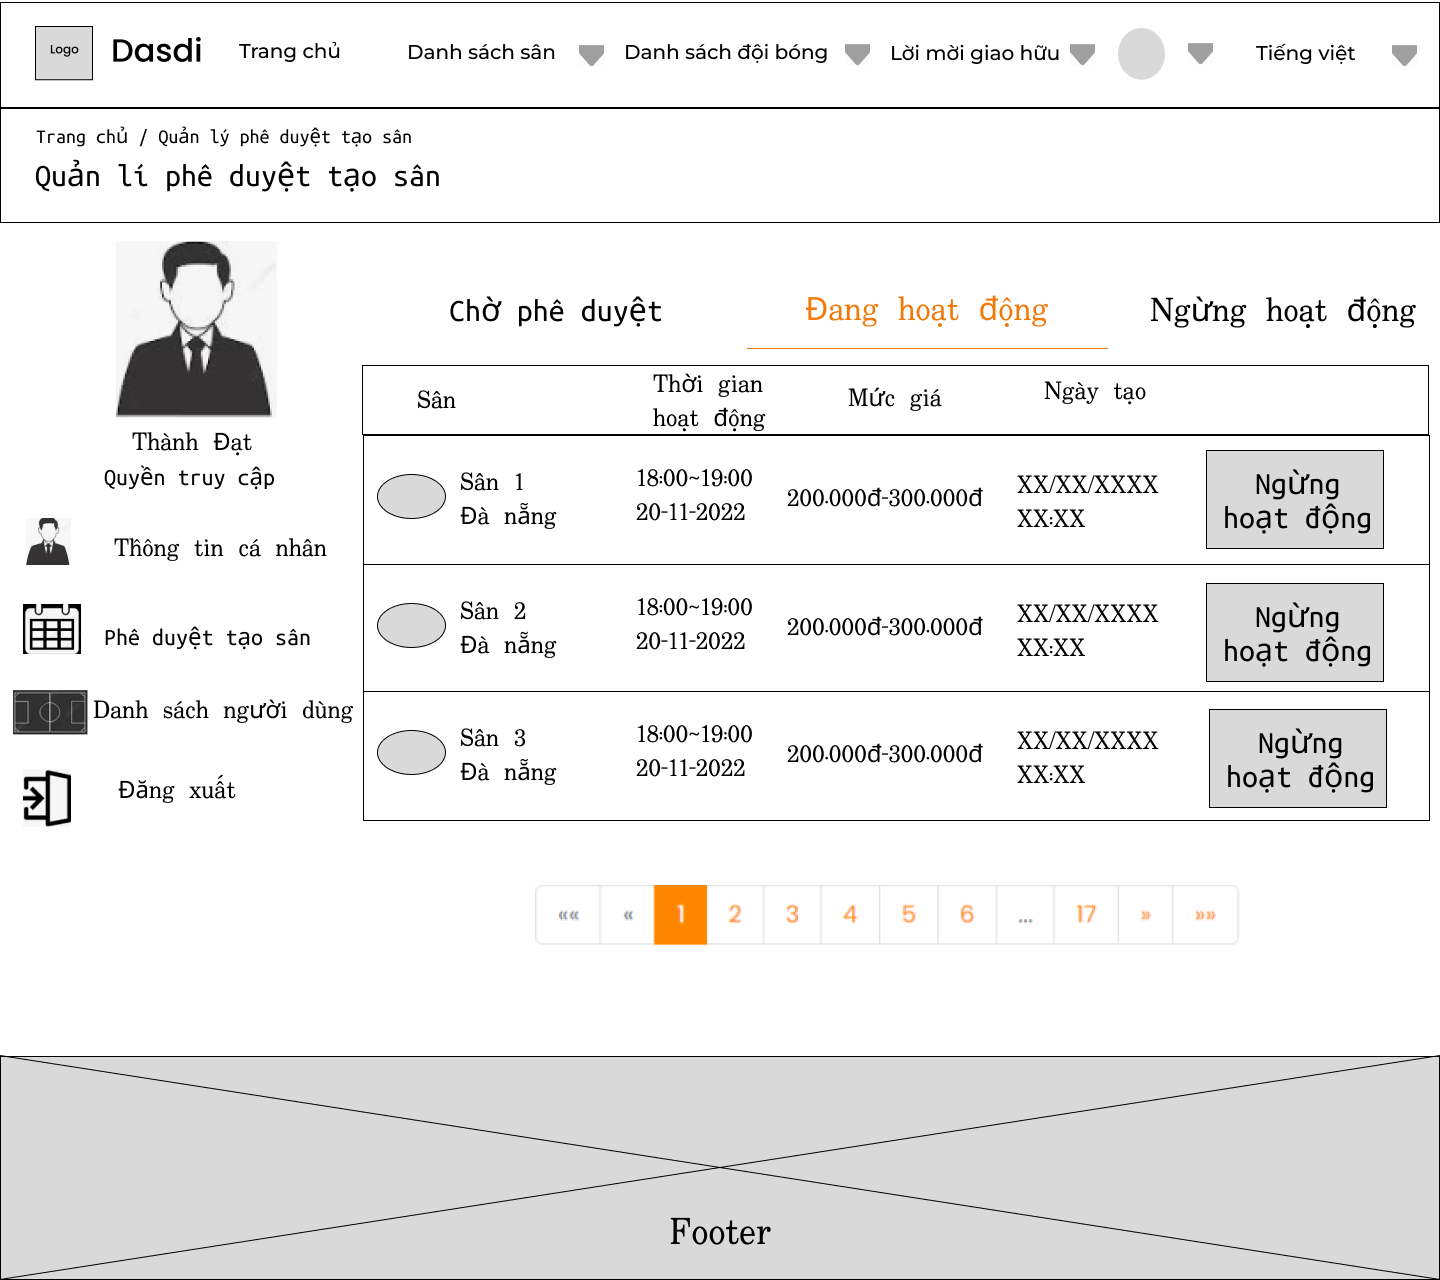 Logo
Dasdi
Trang chủ
Danh sách sân
Danh sách đội bóng
Lời mời giao hữu
Tiếng việt
Trang chủ / Quản lý phê duyệt tạo sân
Quản lí phê duyệt tạo sân
Thành Đạt
Quyền truy cập
Thông tin cá nhân
Phê duyệt tạo sân
Danh sách người dùng
Đăng xuất
Chờ phê duyệt
Đang hoạt động
Ngừng hoạt động
Sân
Thời gian
hoạt động
Mức giá
Ngày tạo
Sân 1
Đà nẵng
18:00~19:00
20-11-2022
200.000đ-300.000đ
XX/XX/XXXX
XX:XX
Ngừng
hoạt động
Sân 2
Đà nẵng
18:00~19:00
20-11-2022
200.000đ-300.000đ
XX/XX/XXXX
XX:XX
Ngừng
hoạt động
Sân 3
Đà nẵng
18:00~19:00
20-11-2022
200.000đ-300.000đ
XX/XX/XXXX
XX:XX
Ngừng
hoạt động
«« « 1 2 3 4 5 6 ... 17 » »»
Footer